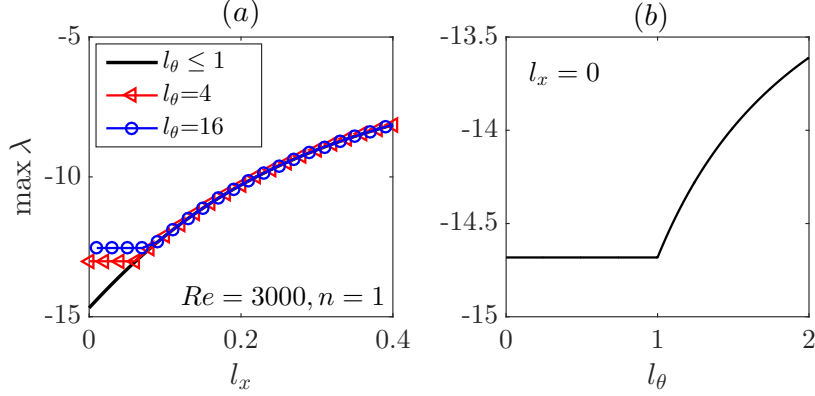 (a)
-5
-10
-15
max λ
l_θ ≤ 1
l_θ=4
l_θ=16
Re = 3000, n = 1
0
0.2
0.4
l_x
(b)
-13.5
-14
-14.5
-15
l_x = 0
0
1
2
l_θ